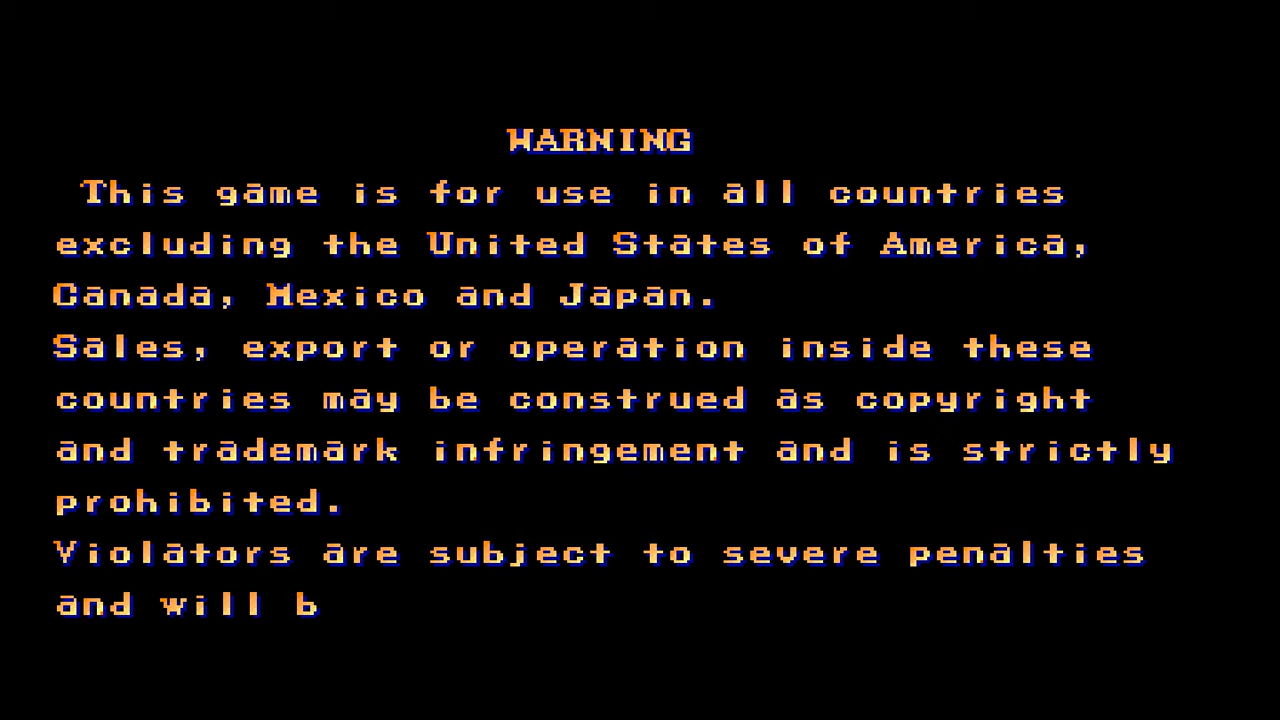 WARNING
This game is for use in all countries
excluding the United States of America,
Canada, Mexico and Japan.
Sales, export or operation inside these
countries may be construed as copyright
and trademark infringement and is strictly
prohibited.
Violators are subject to severe penalties
and will b